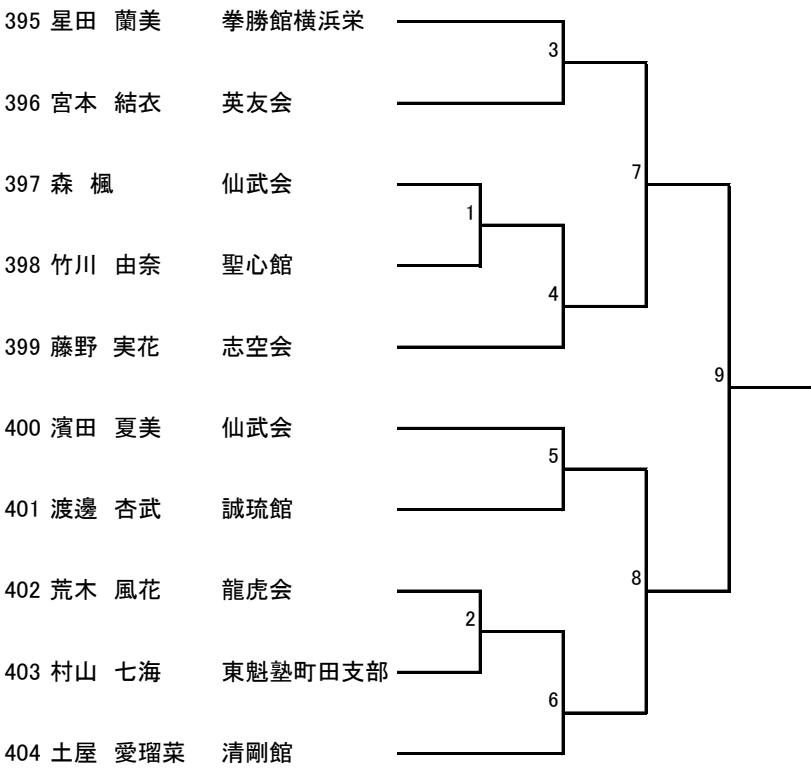 395 星田 蘭美 拳勝館横浜栄
3
396 宮本 結衣 英友会
7
397 森 楓 仙武会
1
398 竹川 由奈 聖心館
4
399 藤野 実花 志空会
9
400 濱田 夏美 仙武会
5
401 渡邊 杏武 誠琉館
8
402 荒木 風花 龍虎会
2
403 村山 七海 東魁塾町田支部
6
404 土屋 愛瑠菜 清剛館